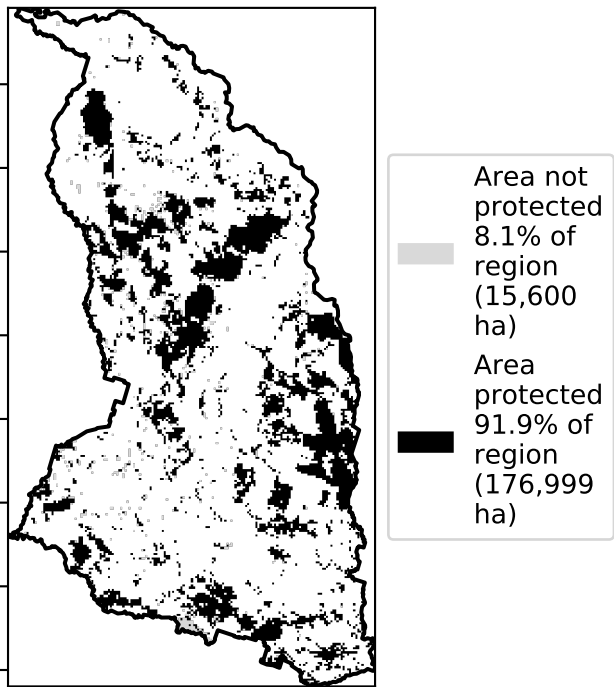 Area not
protected
8.1% of
region
(15,600
ha)
Area
protected
91.9% of
region
(176,999
ha)